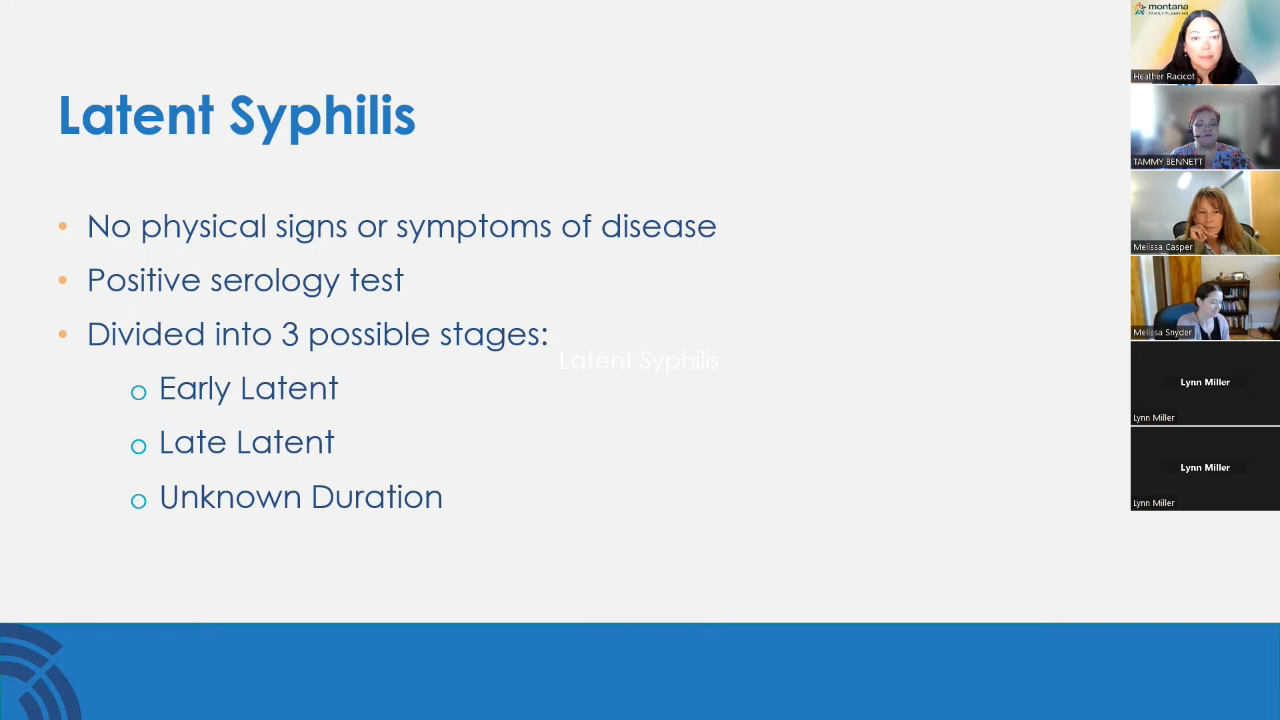 Latent Syphilis
• No physical signs or symptoms of disease
• Positive serology test
• Divided into 3 possible stages:
Latent Syphilis
o Early Latent
o Late Latent
o Unknown Duration
montana
FAMILY PLANNING
Heather Racicot
TAMMY BENNETT
Melissa Casper
Melissa Snyder
Lynn Miller
Lynn Miller
Lynn Miller
Lynn Miller